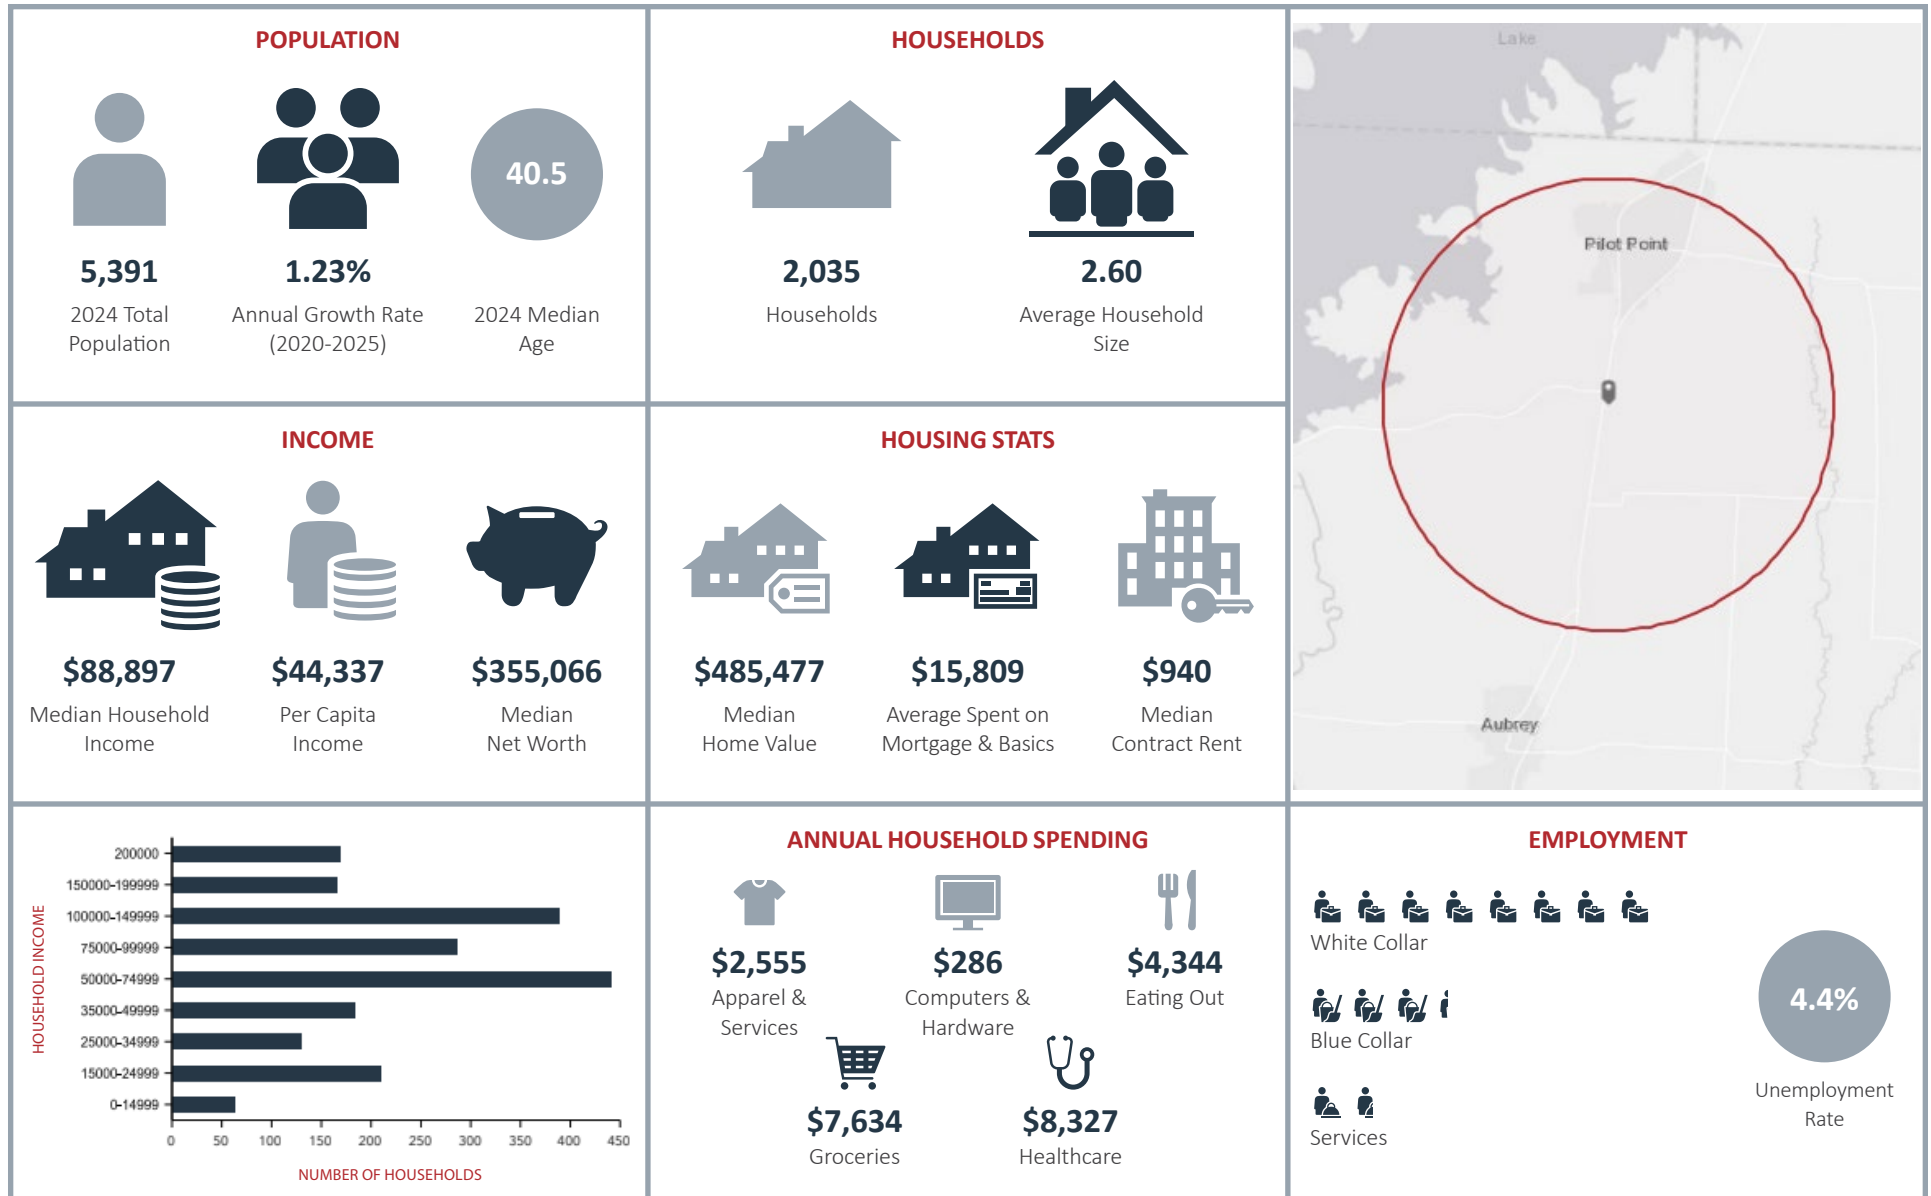 POPULATION
40.5
5,391
2024 Total
Population
1.23%
Annual Growth Rate
(2020-2025)
2024 Median
Age
HOUSEHOLDS
2,035
Households
2.60
Average Household
Size
Lake
Pilot Point
Aubrey
INCOME
$88,897
Median Household
Income
$44,337
Per Capita
Income
$355,066
Median
Net Worth
HOUSING STATS
$485,477
Median
Home Value
$15,809
Average Spent on
Mortgage & Basics
$940
Median
Contract Rent
HOUSEHOLD INCOME
200000
150000-199999
100000-149999
75000-99999
50000-74999
35000-49999
25000-34999
15000-24999
0-14999
0 50 100 150 200 250 300 350 400 450
NUMBER OF HOUSEHOLDS
ANNUAL HOUSEHOLD SPENDING
$2,555
Apparel &
Services
$286
Computers &
Hardware
$4,344
Eating Out
$7,634
Groceries
$8,327
Healthcare
EMPLOYMENT
White Collar
Blue Collar
Services
4.4%
Unemployment
Rate